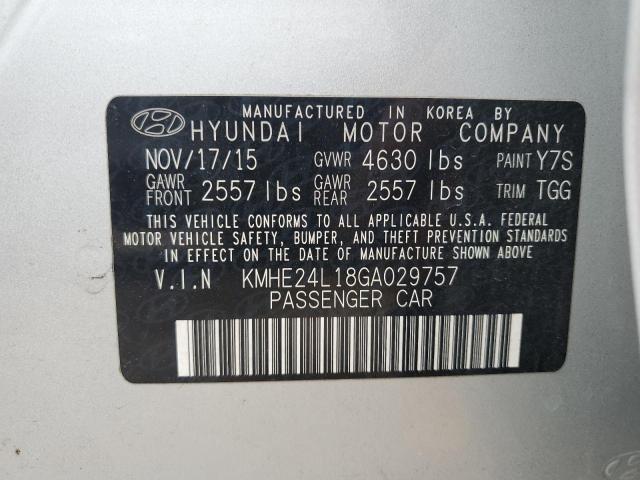 MANUFACTURED IN KOREA BY
HYUNDAI MOTOR COMPANY
NOV/17/15 GVWR 4630 lbs PAINT Y7S
GAWR FRONT 2557 lbs GAWR REAR 2557 lbs TRIM TGG
THIS VEHICLE CONFORMS TO ALL APPLICABLE U.S.A. FEDERAL
MOTOR VEHICLE SAFETY, BUMPER, AND THEFT PREVENTION STANDARDS
IN EFFECT ON THE DATE OF MANUFACTURE SHOWN ABOVE
V.I.N KMHE24L18GA029757
PASSENGER CAR